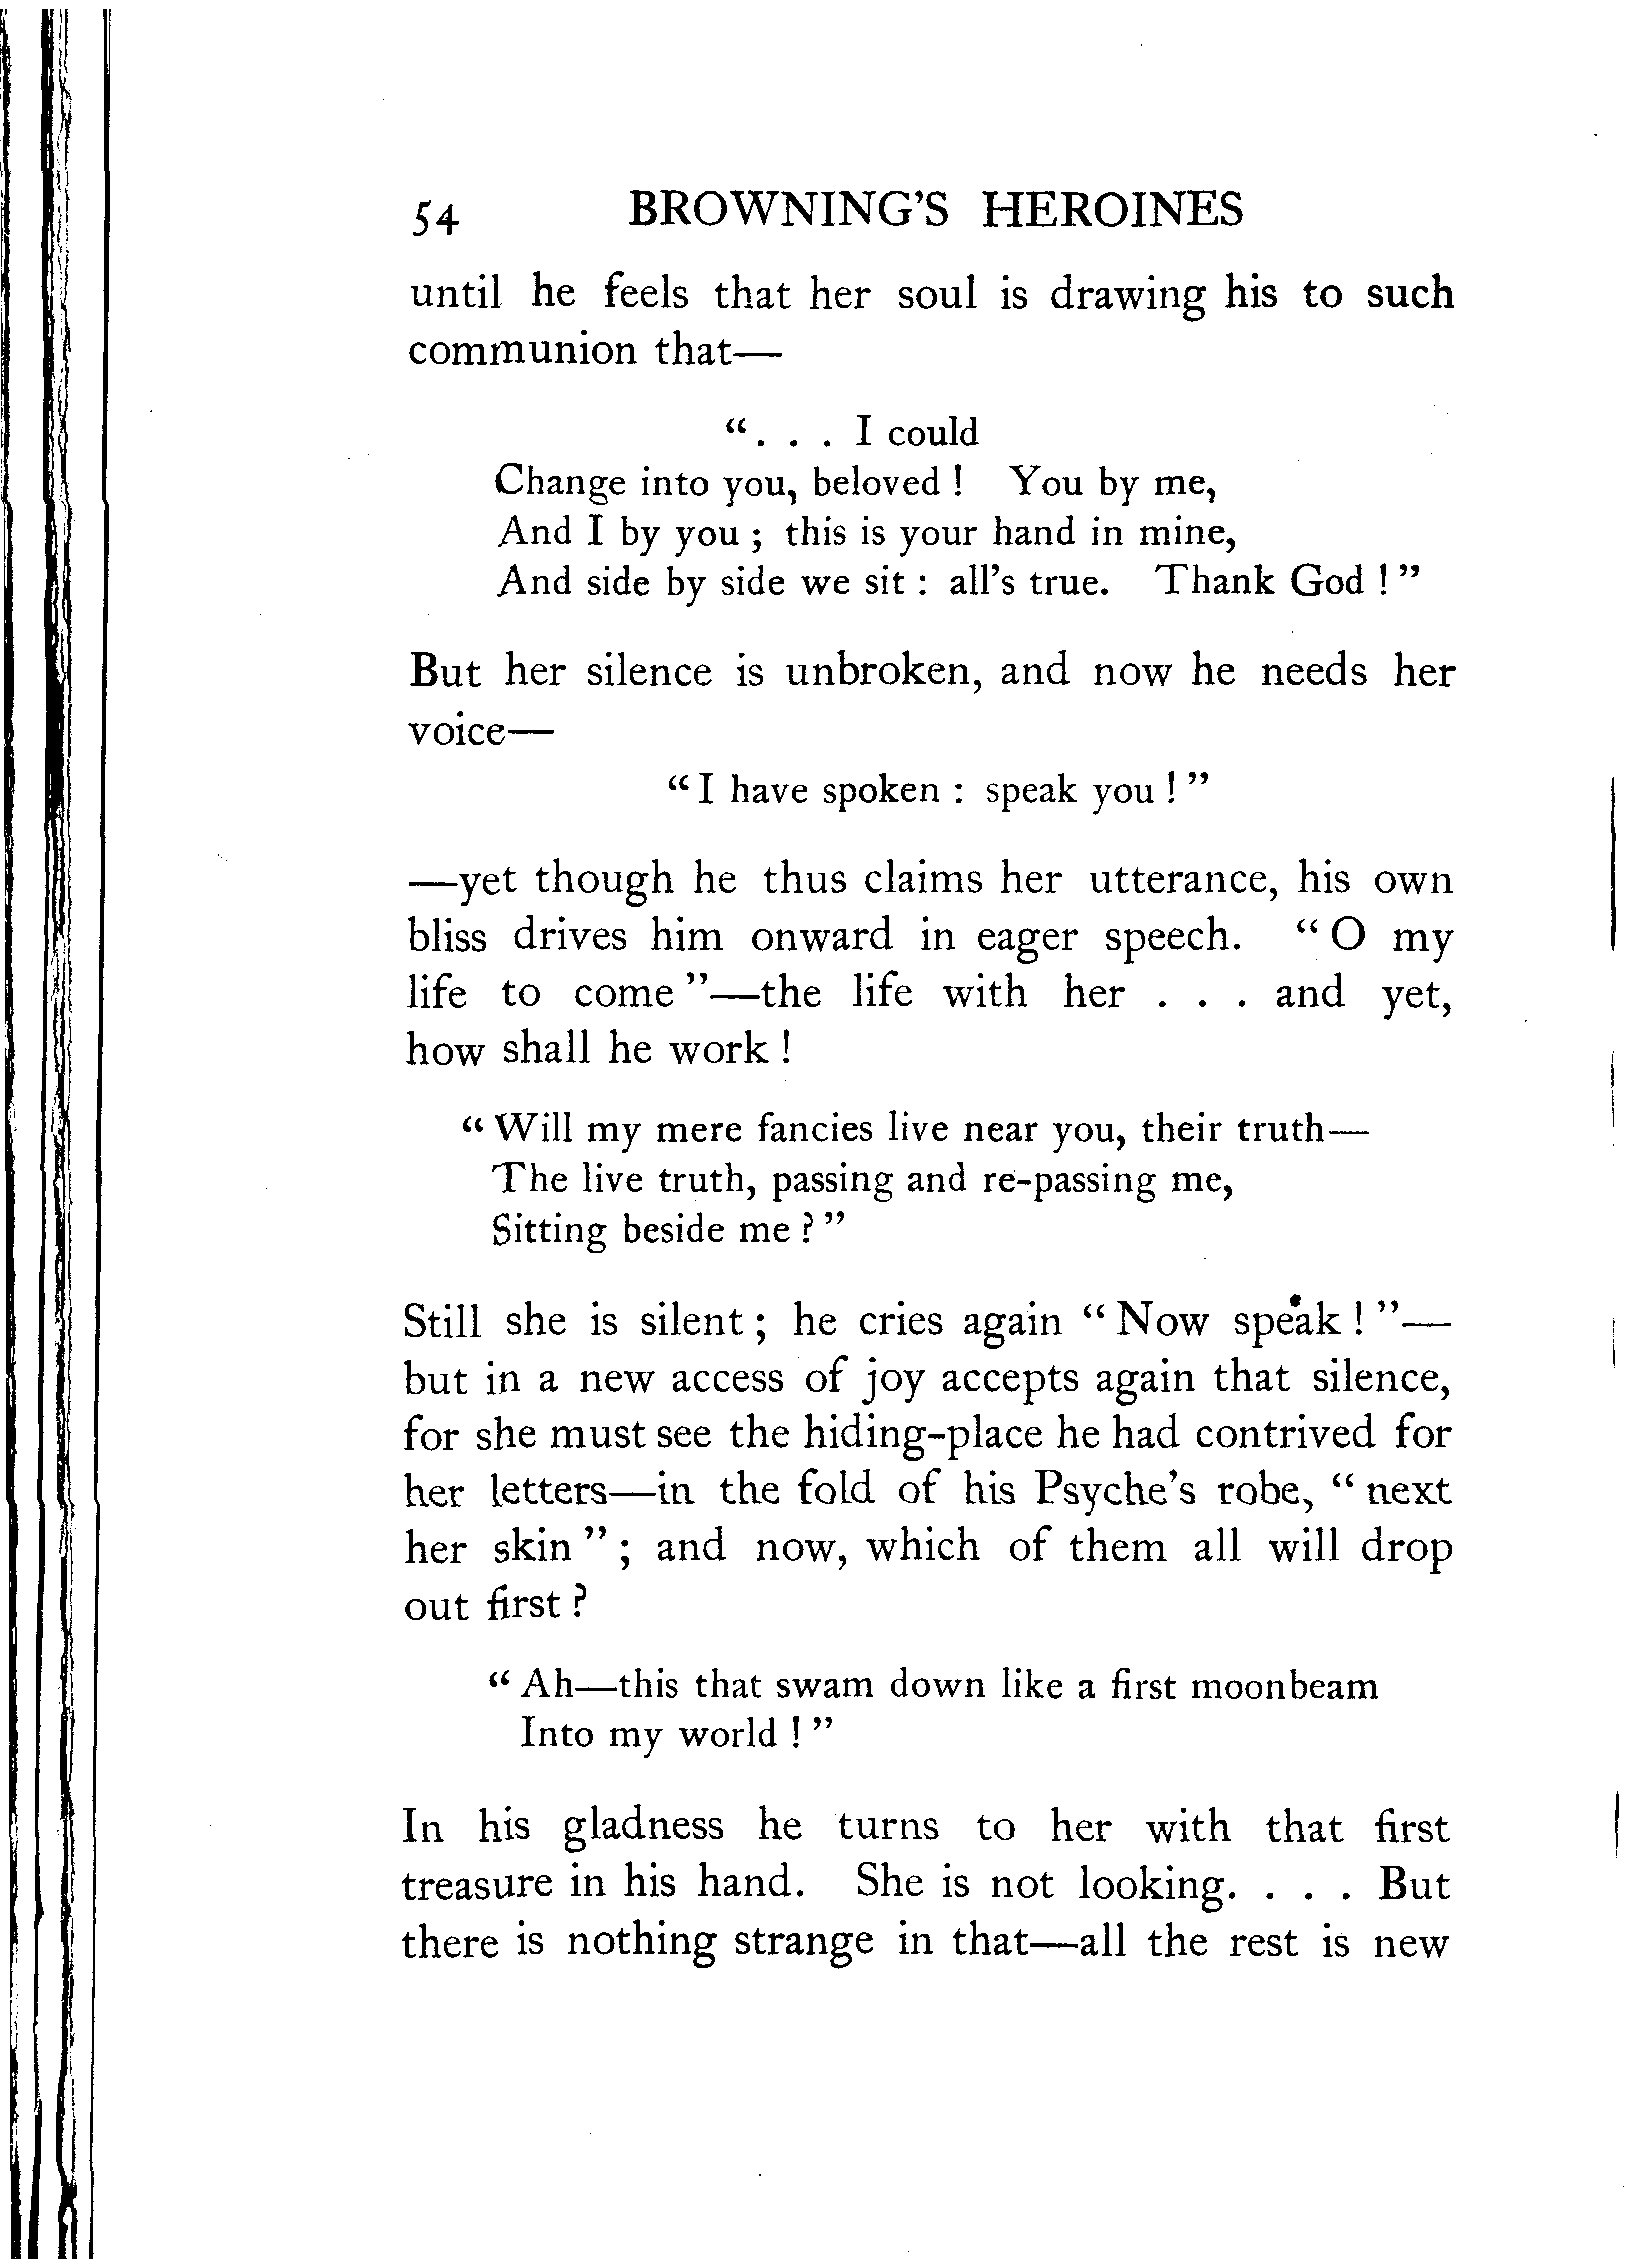 54 BROWNING'S HEROINES
until he feels that her soul is drawing his to such
communion that—
“. . . I could
Change into you, beloved ! You by me,
And I by you ; this is your hand in mine,
And side by side we sit : all's true. Thank God ! ”
But her silence is unbroken, and now he needs her
voice—
“ I have spoken : speak you ! ”
—yet though he thus claims her utterance, his own
bliss drives him onward in eager speech. “ O my
life to come ”—the life with her . . . and yet,
how shall he work !
“ Will my mere fancies live near you, their truth—
The live truth, passing and re-passing me,
Sitting beside me ? ”
Still she is silent ; he cries again “ Now speak ! ”—
but in a new access of joy accepts again that silence,
for she must see the hiding-place he had contrived for
her letters—in the fold of his Psyche's robe, “ next
her skin ” ; and now, which of them all will drop
out first ?
“ Ah—this that swam down like a first moonbeam
Into my world ! ”
In his gladness he turns to her with that first
treasure in his hand. She is not looking. . . . But
there is nothing strange in that—all the rest is new